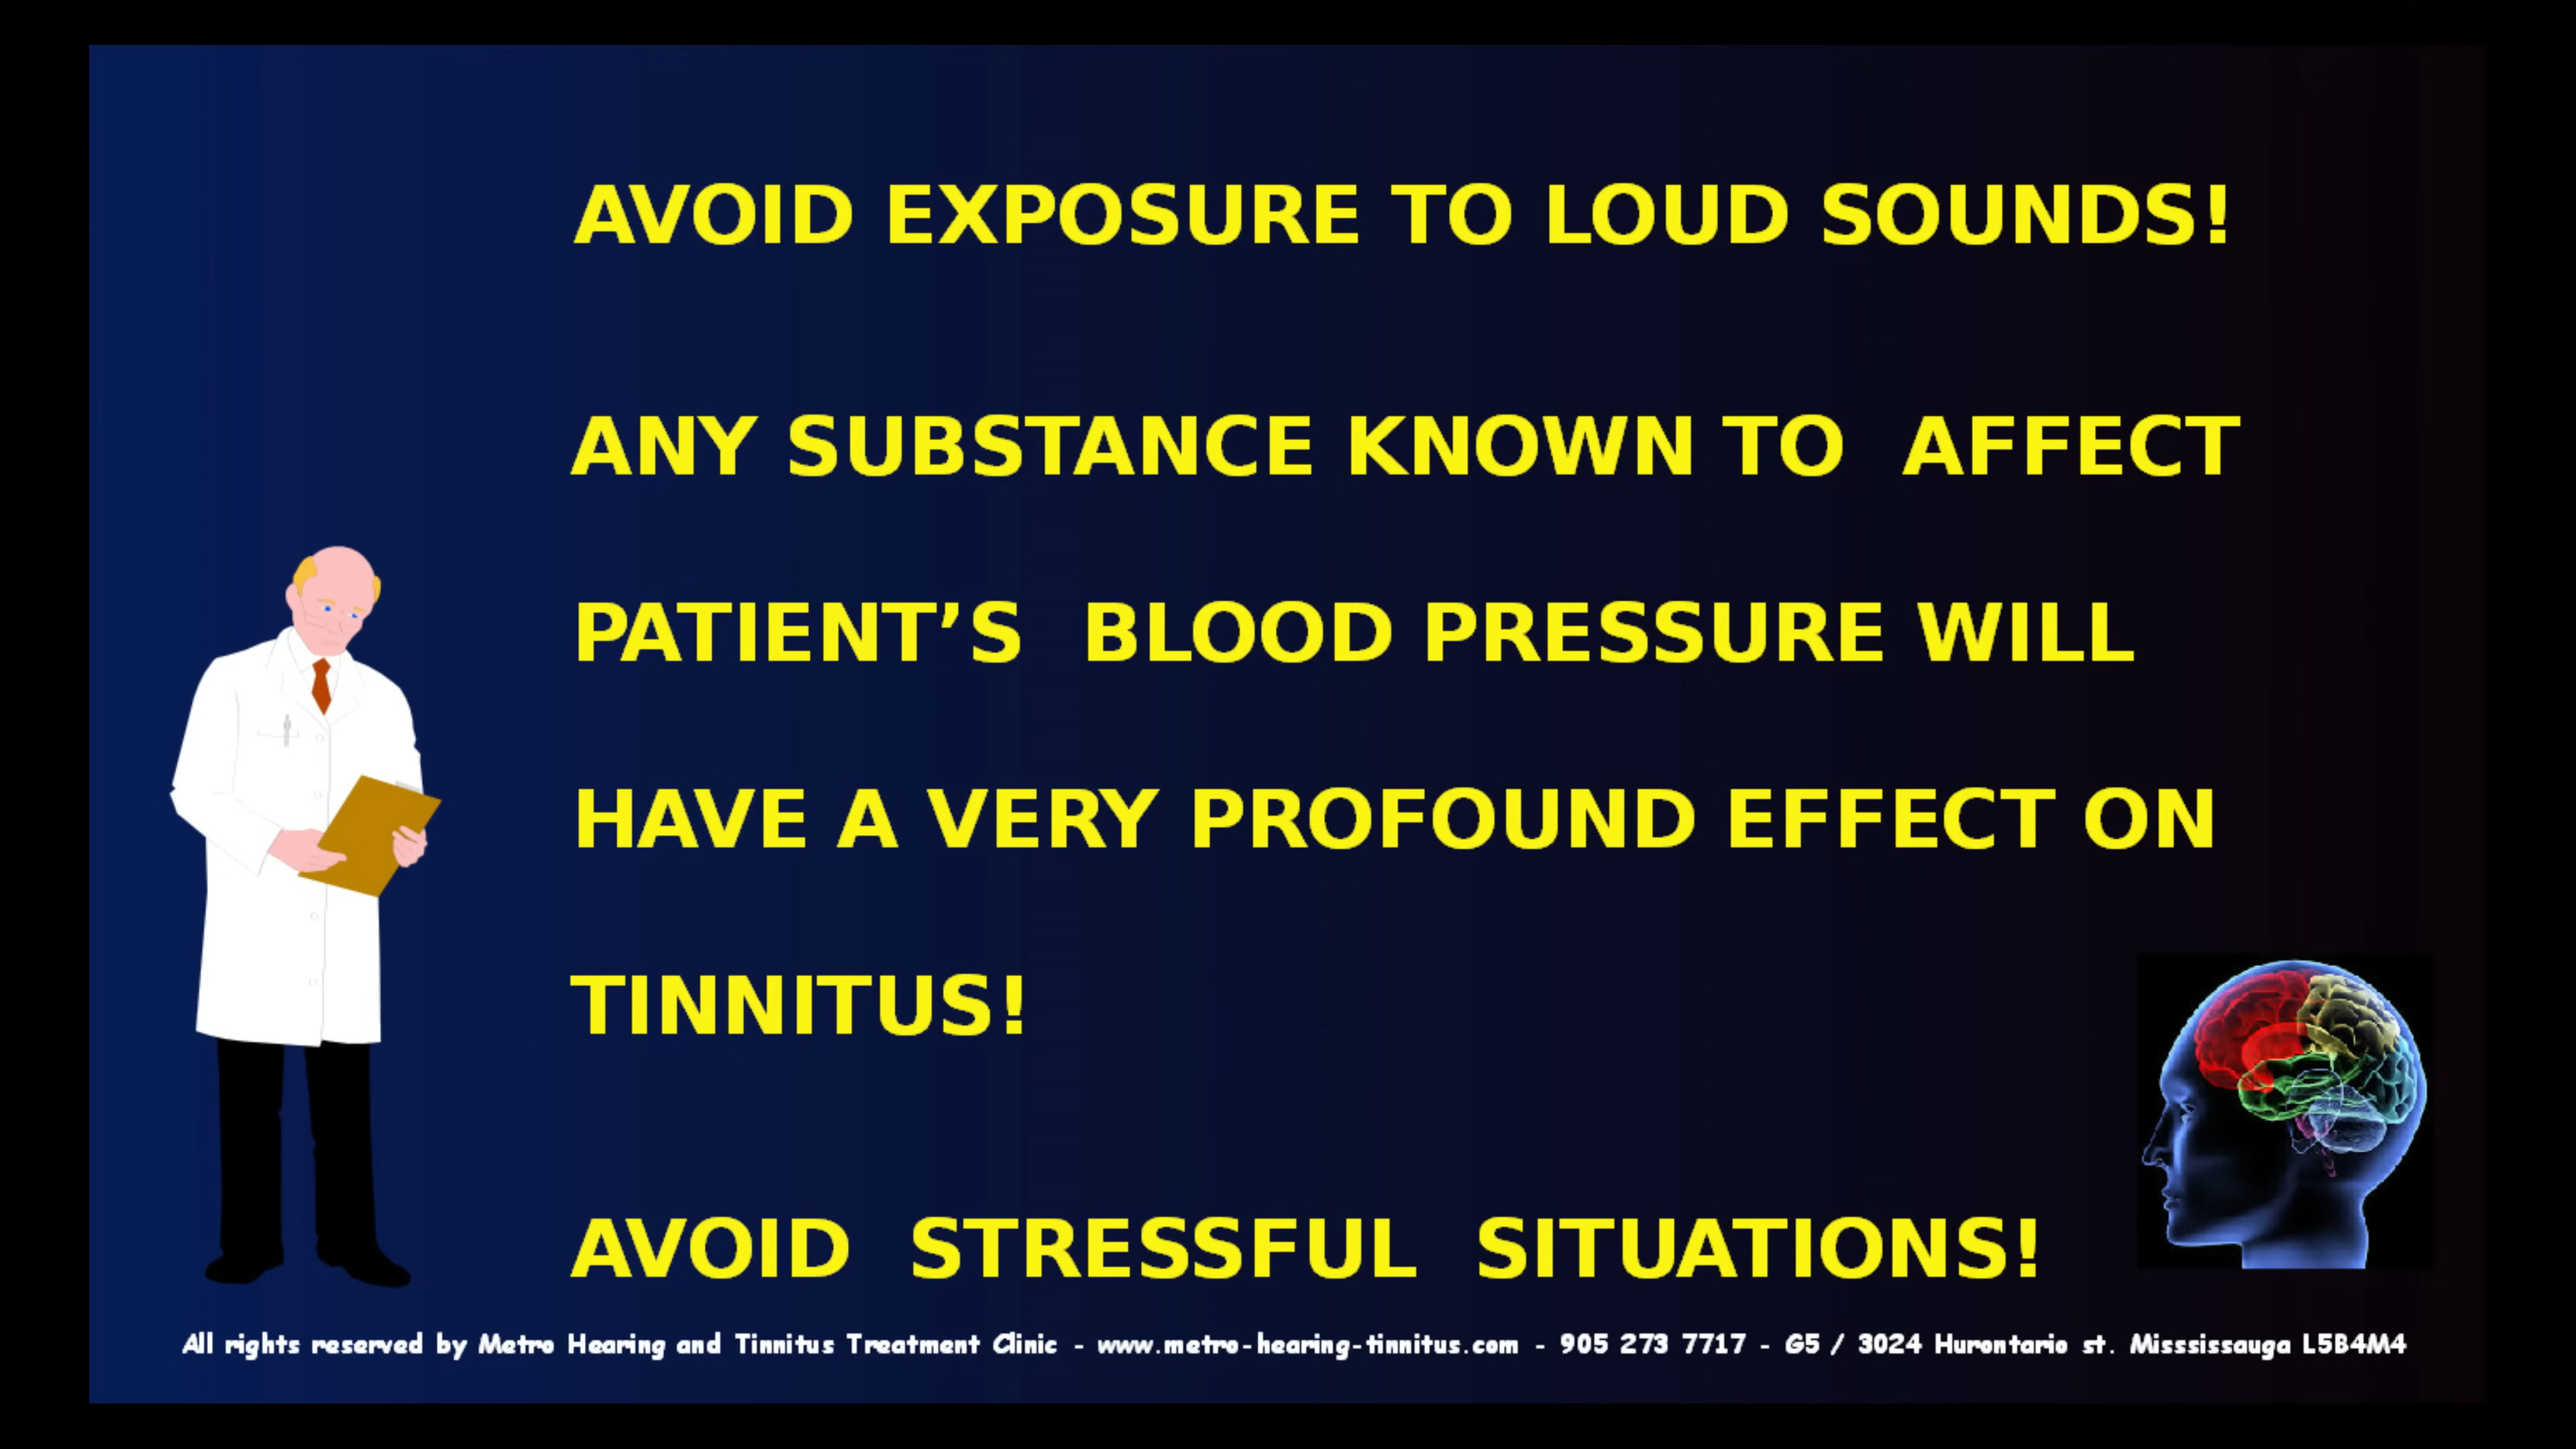 AVOID EXPOSURE TO LOUD SOUNDS!
ANY SUBSTANCE KNOWN TO AFFECT
PATIENT’S BLOOD PRESSURE WILL
HAVE A VERY PROFOUND EFFECT ON
TINNITUS!
AVOID STRESSFUL SITUATIONS!
All rights reserved by Metro Hearing and Tinnitus Treatment Clinic - www.metro-hearing-tinnitus.com - 905 273 7717 - G5 / 3024 Hurontario st. Misssissauga L5B4M4